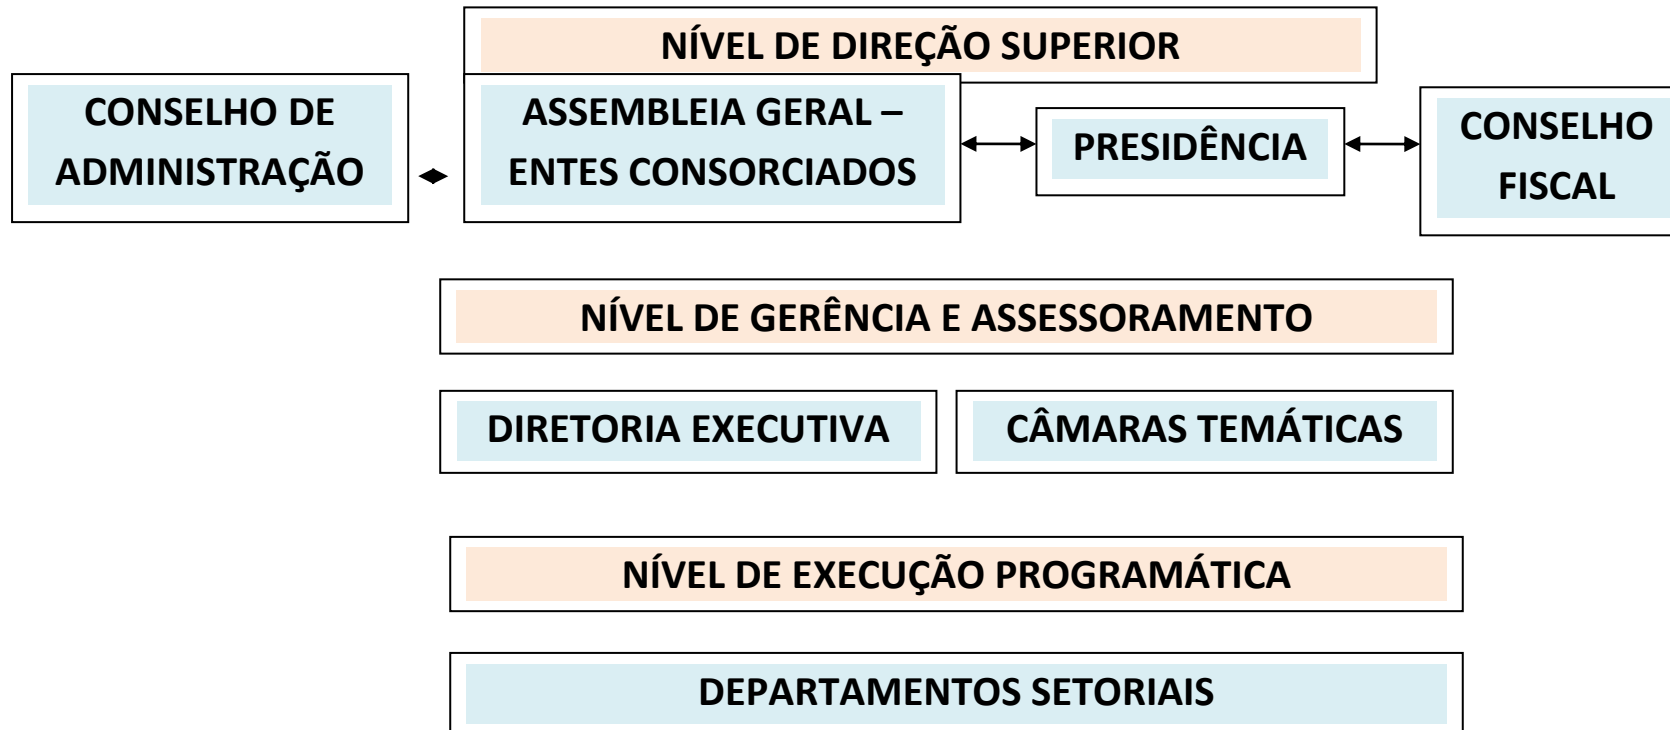 NÍVEL DE DIREÇÃO SUPERIOR
CONSELHO DE
ADMINISTRAÇÃO
ASSEMBLEIA GERAL –
ENTES CONSORCIADOS
PRESIDÊNCIA
CONSELHO
FISCAL
NÍVEL DE GERÊNCIA E ASSESSORAMENTO
DIRETORIA EXECUTIVA
CÂMARAS TEMÁTICAS
NÍVEL DE EXECUÇÃO PROGRAMÁTICA
DEPARTAMENTOS SETORIAIS